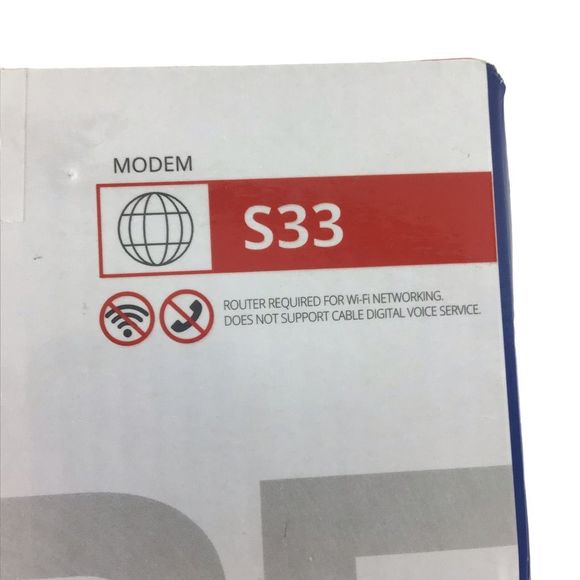 MODEM
S33
ROUTER REQUIRED FOR Wi-Fi NETWORKING.
DOES NOT SUPPORT CABLE DIGITAL VOICE SERVICE.